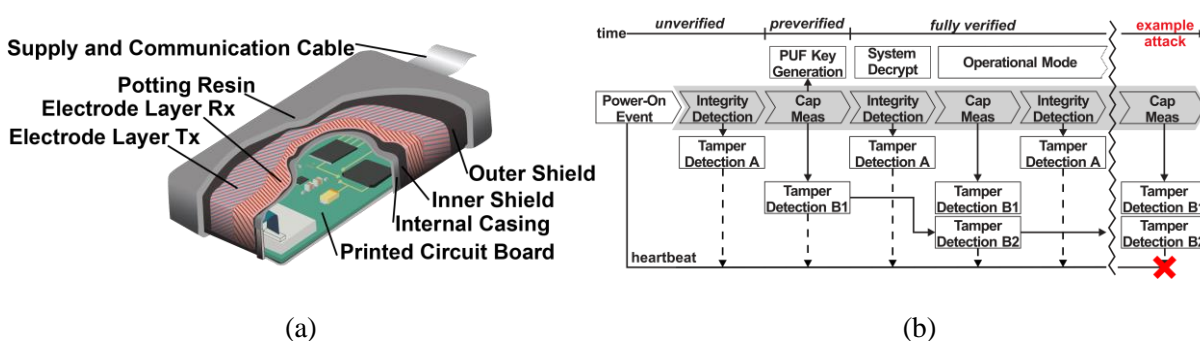 Supply and Communication Cable
Potting Resin
Electrode Layer Rx
Electrode Layer Tx
Outer Shield
Inner Shield
Internal Casing
Printed Circuit Board
(a)
time
unverified
preverified
fully verified
example
attack
PUF Key
Generation
System
Decrypt
Operational Mode
Power-On
Event
Integrity
Detection
Cap
Meas
Integrity
Detection
Cap
Meas
Integrity
Detection
Cap
Meas
Tamper
Detection A
Tamper
Detection A
Tamper
Detection A
Tamper
Detection B1
Tamper
Detection B1
Tamper
Detection B1
Tamper
Detection B2
Tamper
Detection B2
heartbeat
(b)